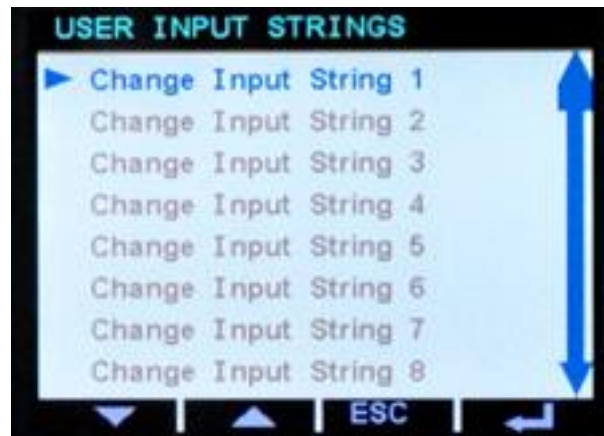 USER INPUT STRINGS
Change Input String 1
Change Input String 2
Change Input String 3
Change Input String 4
Change Input String 5
Change Input String 6
Change Input String 7
Change Input String 8
ESC